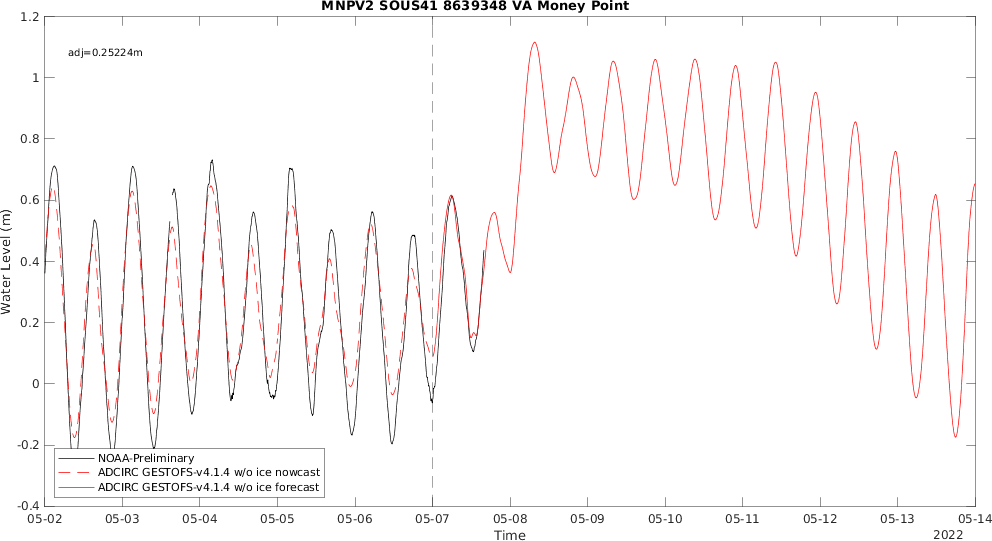 MNPV2 SOUS41 8639348 VA Money Point
adj=0.25224m
Water Level (m)
1.2
1
0.8
0.6
0.4
0.2
0
-0.2
-0.4
NOAA-Preliminary
ADCIRC GESTOFS-v4.1.4 w/o ice nowcast
ADCIRC GESTOFS-v4.1.4 w/o ice forecast
05-02 05-03 05-04 05-05 05-06 05-07 05-08 05-09 05-10 05-11 05-12 05-13 05-14
Time
2022